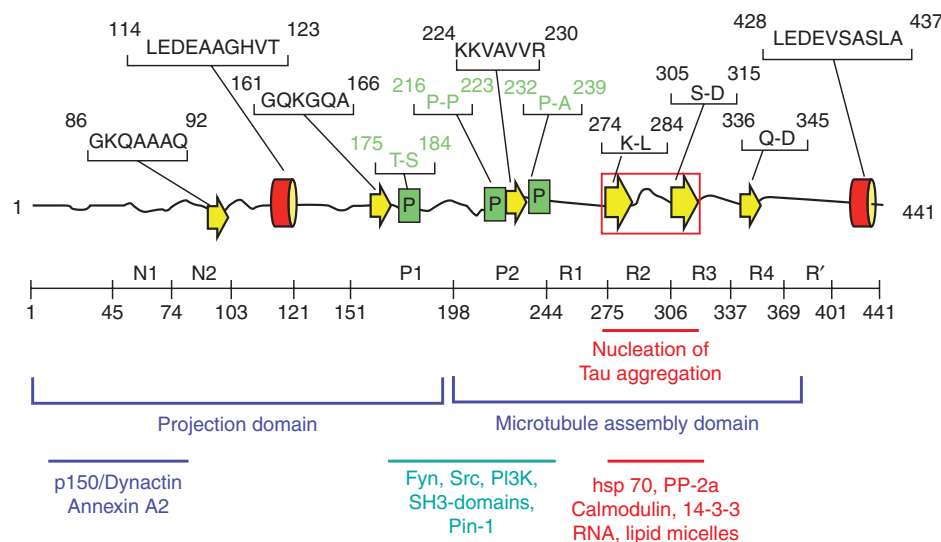 114 LEDEAAGHVT 123
224 KKVAVVR 230
428 LEDEVSASLA 437
161 GQKGQA 166
216 P-P 223
232 P-A 239
305 S-D 315
86 GKQAAAQ 92
175 T-S 184
274 K-L 284
336 Q-D 345
1 P P P 441
N1 N2 P1 P2 R1 R2 R3 R4 R′
1 45 74 103 121 151 198 244 275 306 337 369 401 441
Nucleation of
Tau aggregation
Projection domain
Microtubule assembly domain
p150/Dynactin
Annexin A2
Fyn, Src, PI3K,
SH3-domains,
Pin-1
hsp 70, PP-2a
Calmodulin, 14-3-3
RNA, lipid micelles